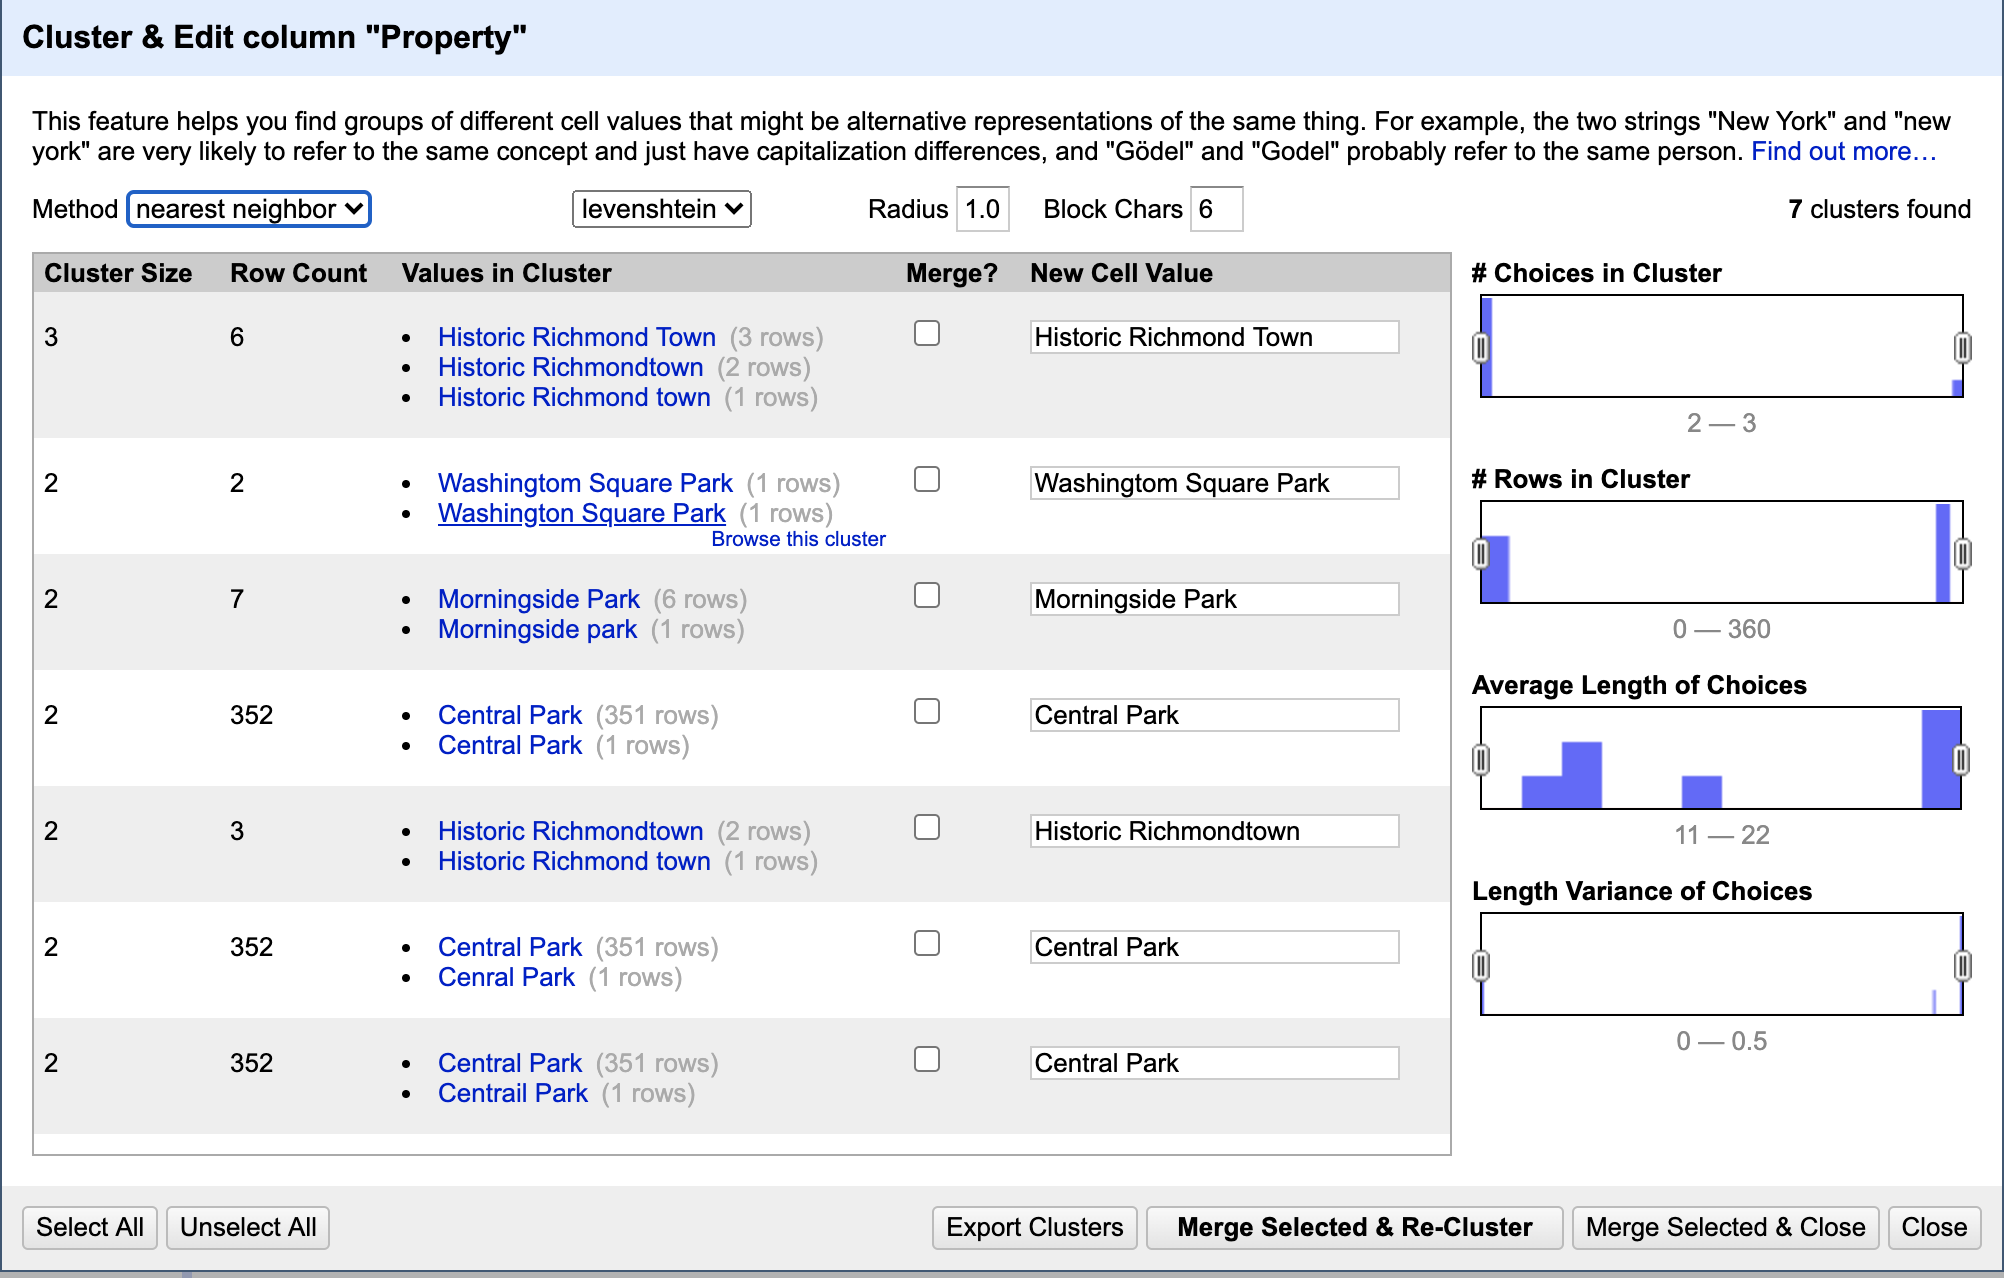 Cluster & Edit column "Property"
This feature helps you find groups of different cell values that might be alternative representations of the same thing. For example, the two strings "New York" and "new
york" are very likely to refer to the same concept and just have capitalization differences, and "Gödel" and "Godel" probably refer to the same person. Find out more…
Method nearest neighbor levenshtein Radius 1.0 Block Chars 6 7 clusters found
Cluster Size Row Count Values in Cluster Merge? New Cell Value
3 6 • Historic Richmond Town (3 rows) Historic Richmond Town
• Historic Richmondtown (2 rows)
• Historic Richmond town (1 rows)
2 2 • Washingtom Square Park (1 rows) Washingtom Square Park
• Washington Square Park (1 rows)
Browse this cluster
2 7 • Morningside Park (6 rows) Morningside Park
• Morningside park (1 rows)
2 352 • Central Park (351 rows) Central Park
• Central Park (1 rows)
2 3 • Historic Richmondtown (2 rows) Historic Richmondtown
• Historic Richmond town (1 rows)
2 352 • Central Park (351 rows) Central Park
• Cenral Park (1 rows)
2 352 • Central Park (351 rows) Central Park
• Centrail Park (1 rows)
# Choices in Cluster
2 — 3
# Rows in Cluster
0 — 360
Average Length of Choices
11 — 22
Length Variance of Choices
0 — 0.5
Select All Unselect All Export Clusters Merge Selected & Re-Cluster Merge Selected & Close Close